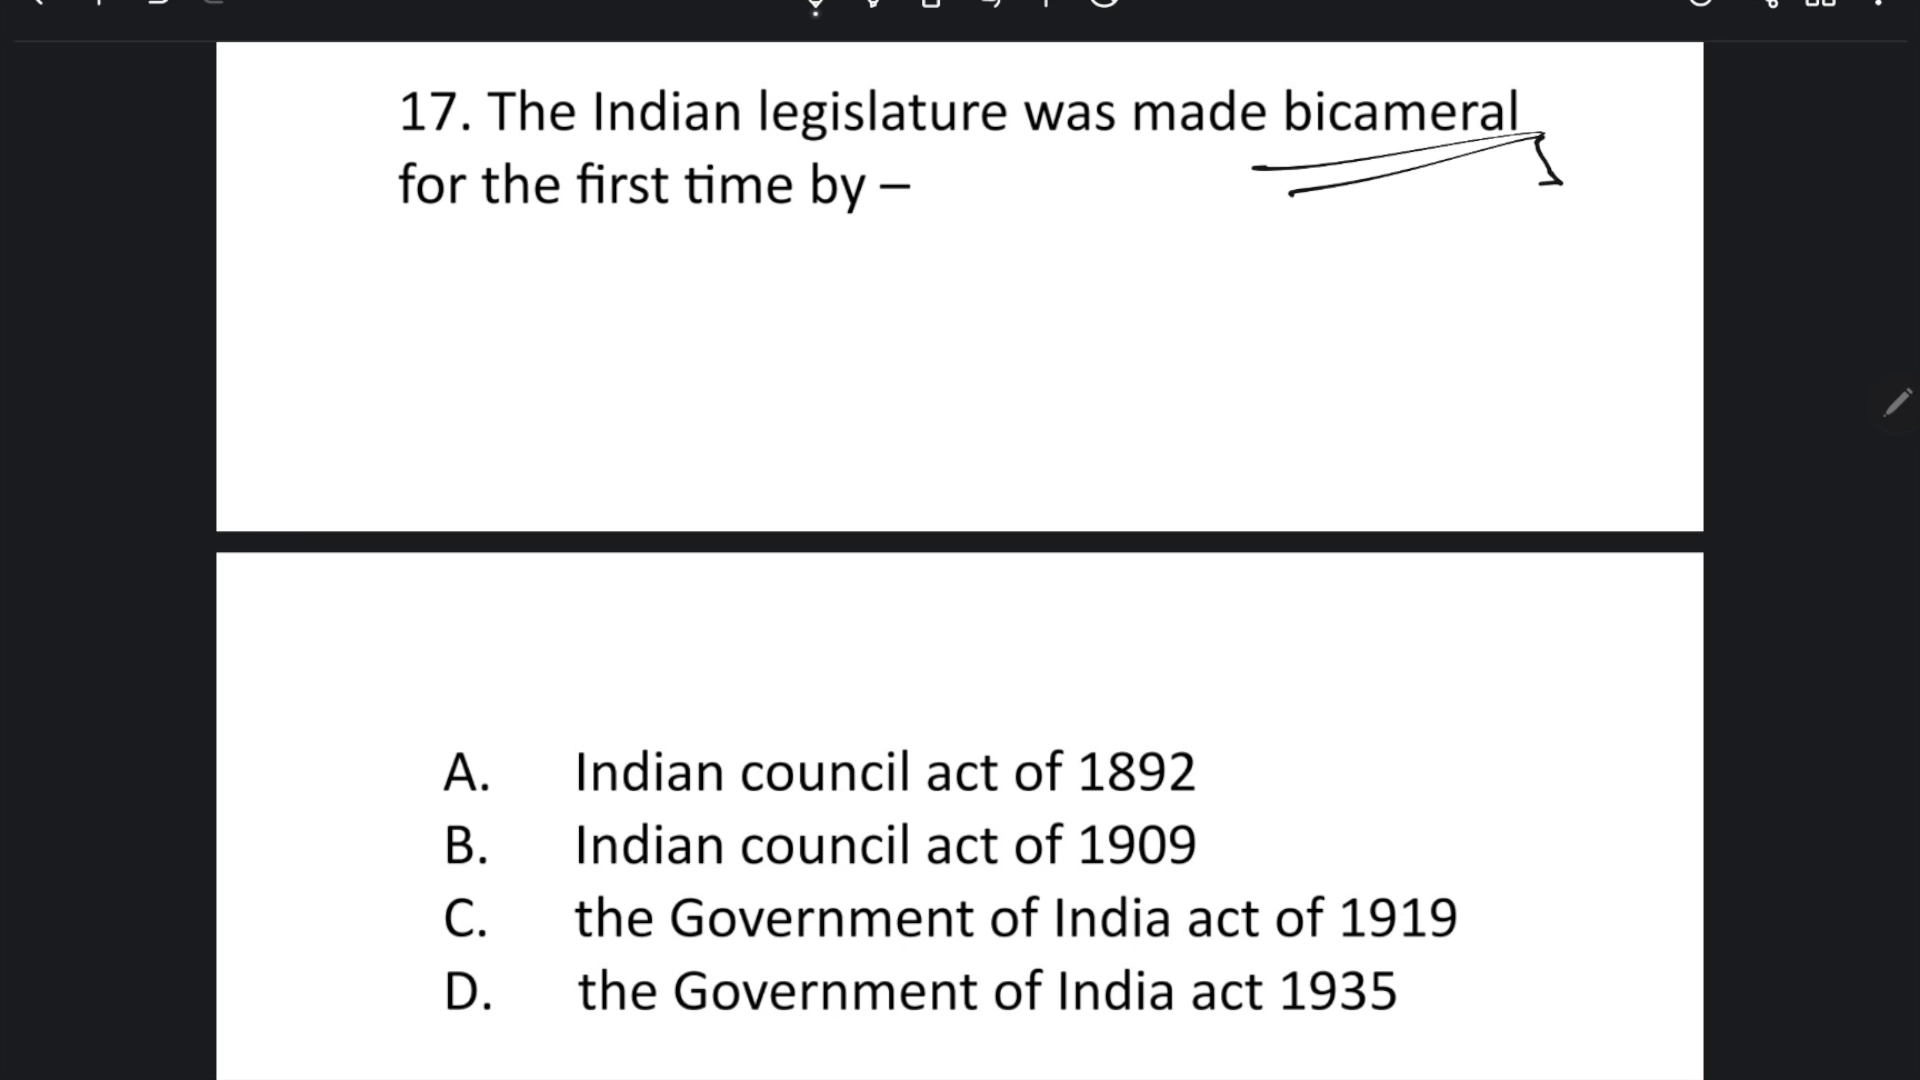 17. The Indian legislature was made bicameral
for the first time by –
A. Indian council act of 1892
B. Indian council act of 1909
C. the Government of India act of 1919
D. the Government of India act 1935